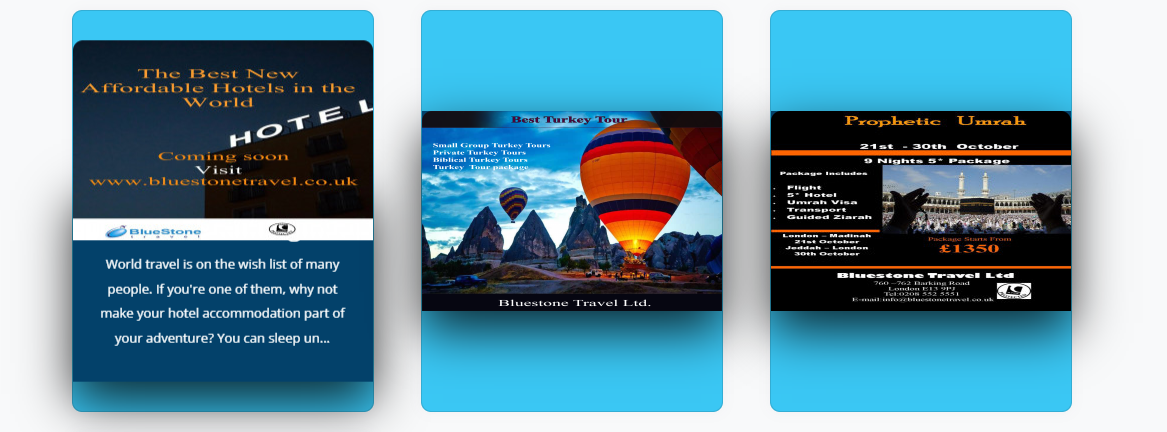 The Best New
Affordable Hotels in the
World
HOTEL
Coming soon
Visit
www.bluestonetravel.co.uk
BlueStone
travel
World travel is on the wish list of many
people. If you're one of them, why not
make your hotel accommodation part of
your adventure? You can sleep un...
Best Turkey Tour
Small Group Turkey Tours
Private Turkey Tours
Biblical Turkey Tours
Turkey Tour package
Bluestone Travel Ltd.
Prophetic Umrah
21st - 30th October
9 Nights 5* Package
Package Includes
Flight
5* Hotel
Umrah Visa
Transport
Guided Ziarah
London – Madinah
21st October
Jeddah – London
30th October
Package Starts From
£1350
Bluestone Travel Ltd
760 –762 Barking Road
London E13 9PJ
Tel:0208 552 5551
E-mail:info@bluestonetravel.co.uk